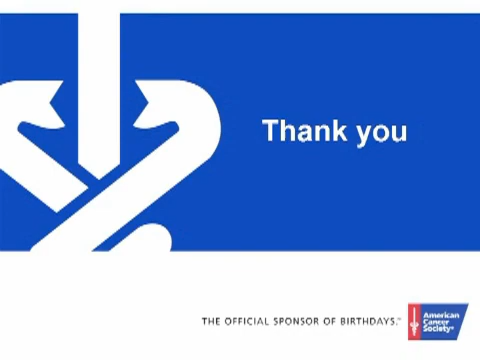 Thank you
THE OFFICIAL SPONSOR OF BIRTHDAYS.™
American
Cancer
Society®